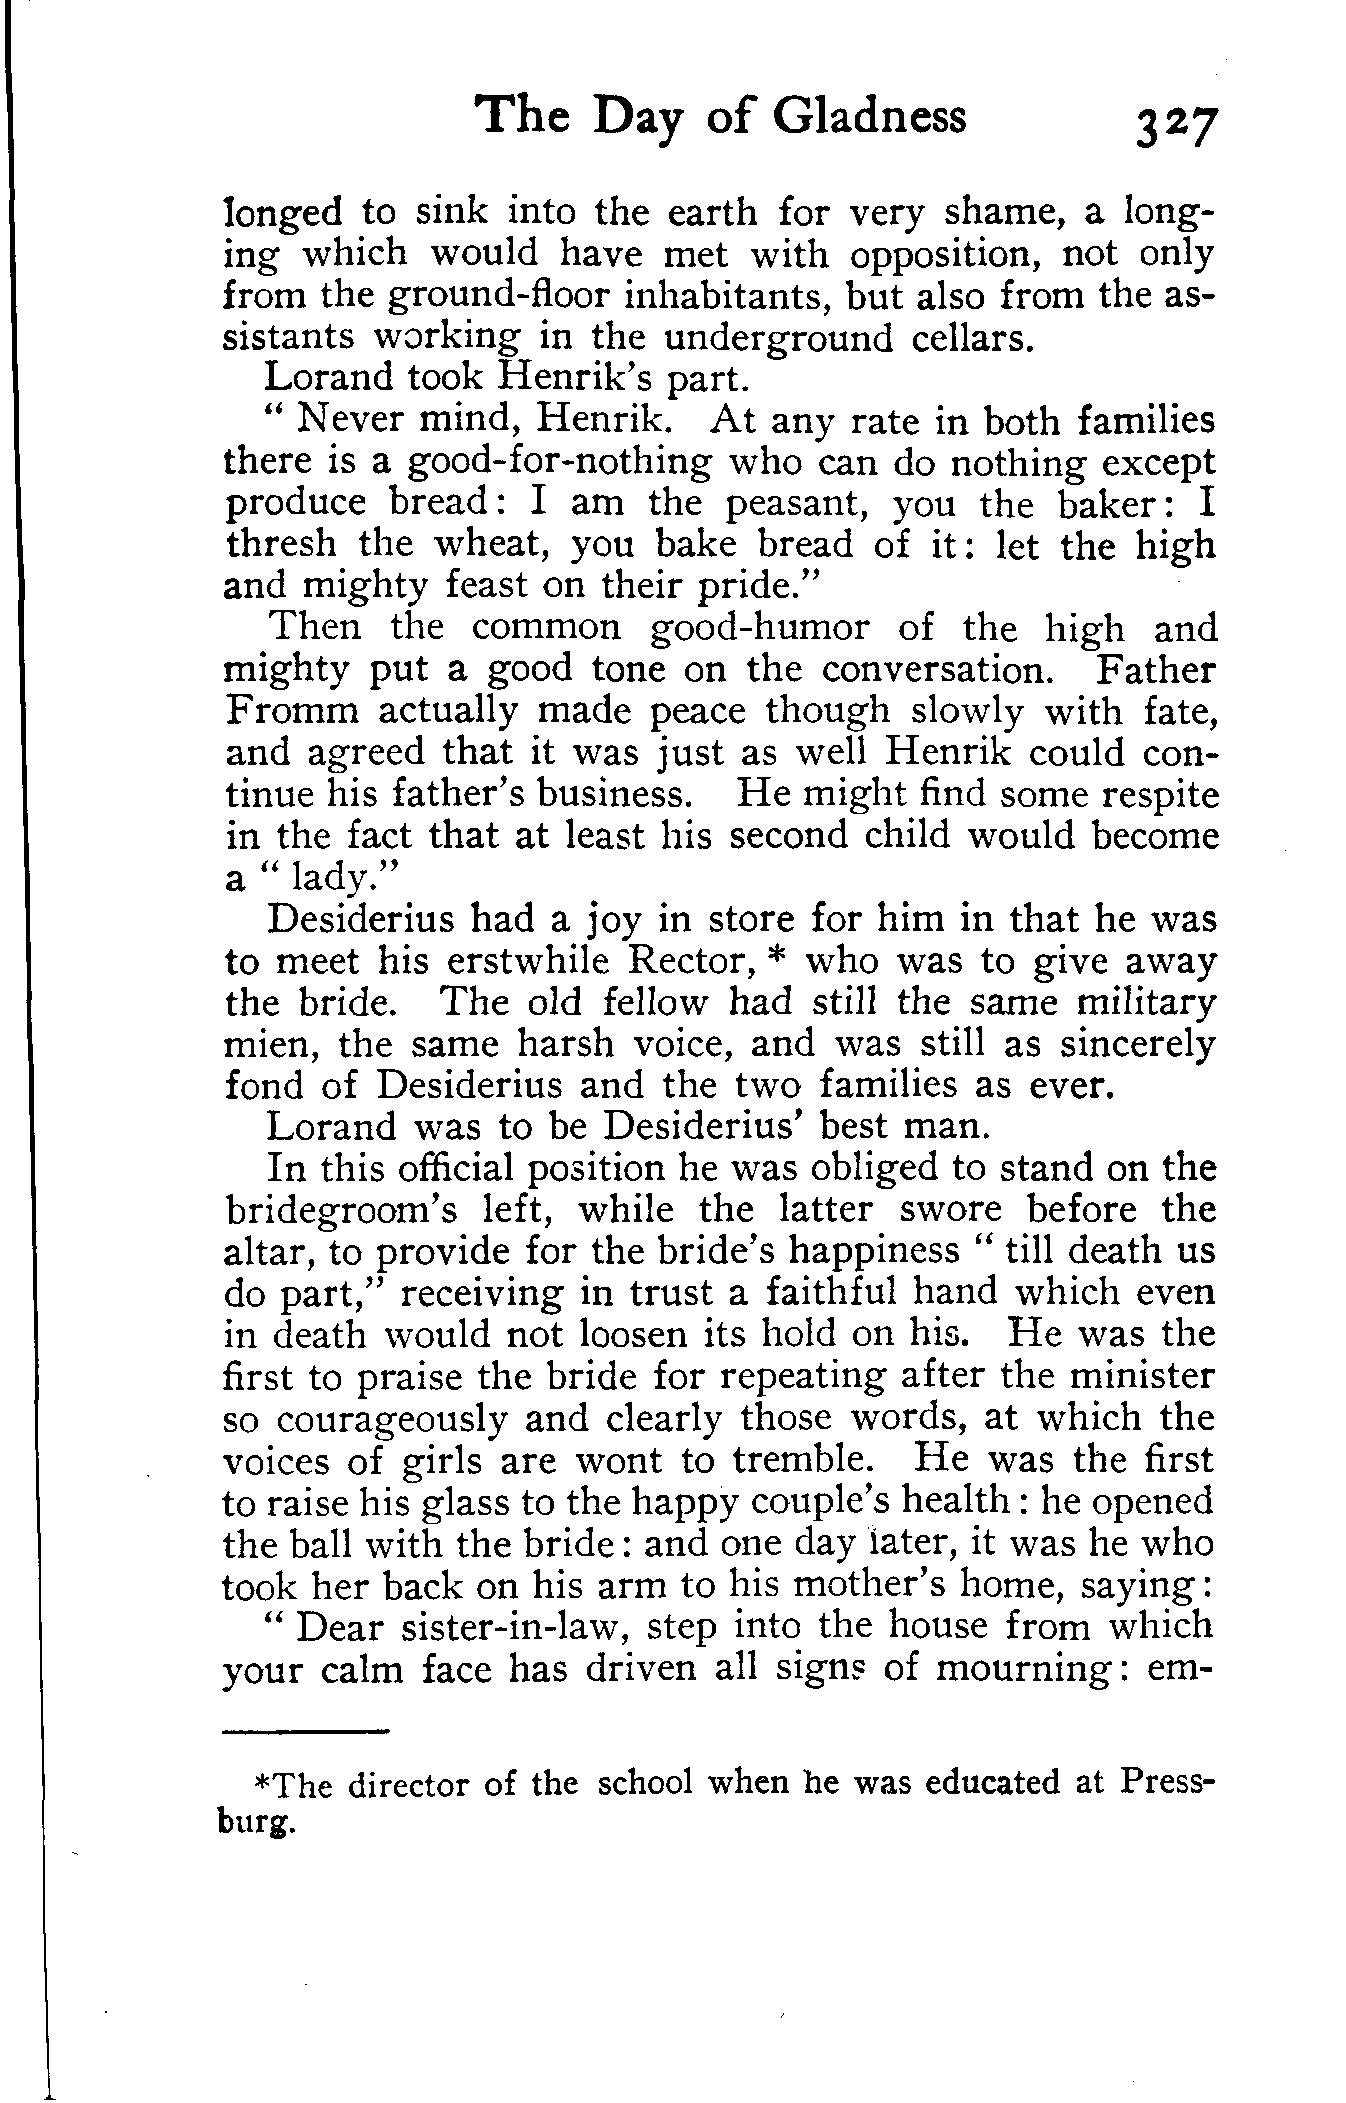 The Day of Gladness 327
longed to sink into the earth for very shame, a long-
ing which would have met with opposition, not only
from the ground-floor inhabitants, but also from the as-
sistants working in the underground cellars.
Lorand took Henrik's part.
" Never mind, Henrik. At any rate in both families
there is a good-for-nothing who can do nothing except
produce bread: I am the peasant, you the baker: I
thresh the wheat, you bake bread of it: let the high
and mighty feast on their pride."
Then the common good-humor of the high and
mighty put a good tone on the conversation. Father
Fromm actually made peace though slowly with fate,
and agreed that it was just as well Henrik could con-
tinue his father's business. He might find some respite
in the fact that at least his second child would become
a " lady."
Desiderius had a joy in store for him in that he was
to meet his erstwhile Rector, * who was to give away
the bride. The old fellow had still the same military
mien, the same harsh voice, and was still as sincerely
fond of Desiderius and the two families as ever.
Lorand was to be Desiderius' best man.
In this official position he was obliged to stand on the
bridegroom's left, while the latter swore before the
altar, to provide for the bride's happiness " till death us
do part," receiving in trust a faithful hand which even
in death would not loosen its hold on his. He was the
first to praise the bride for repeating after the minister
so courageously and clearly those words, at which the
voices of girls are wont to tremble. He was the first
to raise his glass to the happy couple's health: he opened
the ball with the bride: and one day later, it was he who
took her back on his arm to his mother's home, saying:
" Dear sister-in-law, step into the house from which
your calm face has driven all signs of mourning: em-
*The director of the school when he was educated at Press-
burg.